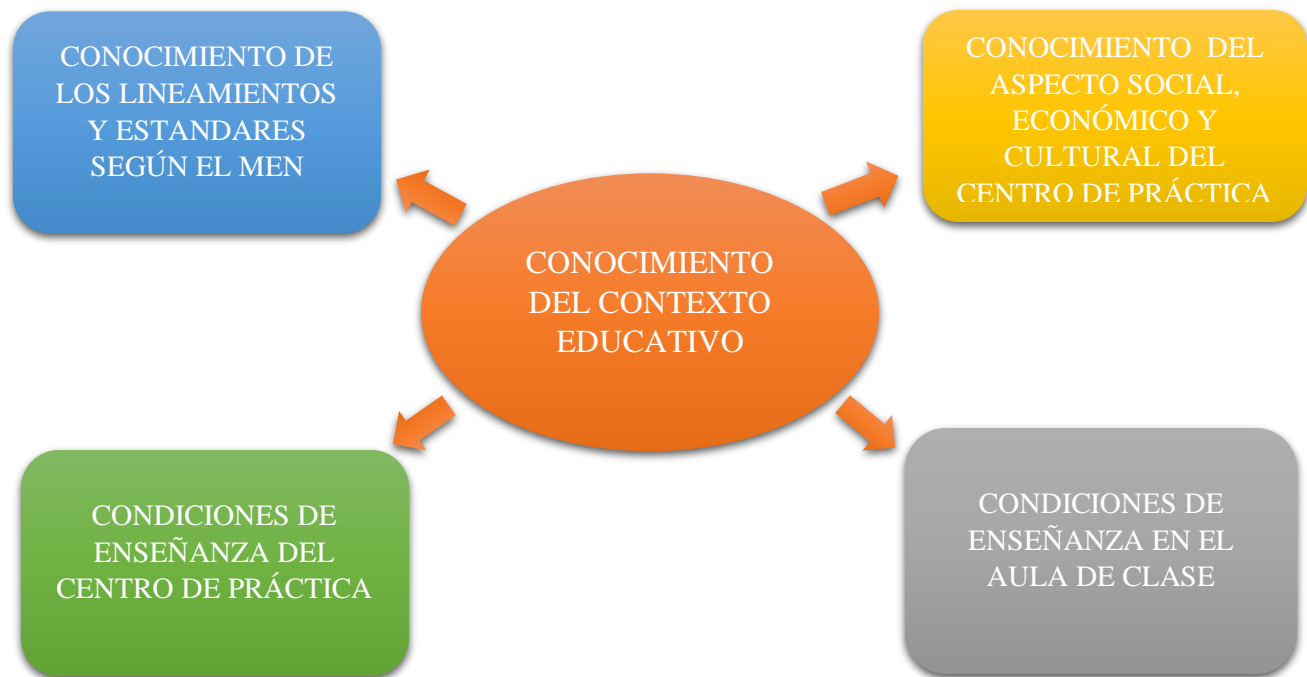 CONOCIMIENTO DE
LOS LINEAMIENTOS
Y ESTANDARES
SEGÚN EL MEN
CONOCIMIENTO DEL
ASPECTO SOCIAL,
ECONÓMICO Y
CULTURAL DEL
CENTRO DE PRÁCTICA
CONOCIMIENTO
DEL CONTEXTO
EDUCATIVO
CONDICIONES DE
ENSEÑANZA DEL
CENTRO DE PRÁCTICA
CONDICIONES DE
ENSEÑANZA EN EL
AULA DE CLASE